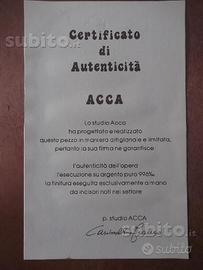 subito
Certificato
di
Autenticità
ACCA
Lo studio Acca
ha progettato e realizzato
questo pezzo in maniera artigianale e limitata,
pertanto la sua firma ne garantisce
l'autenticità dell'opera
l'esecuzione su argento puro 996‰
la finitura eseguita esclusivamente a mano
da incisori noti nel settore
p. studio ACCA
subito